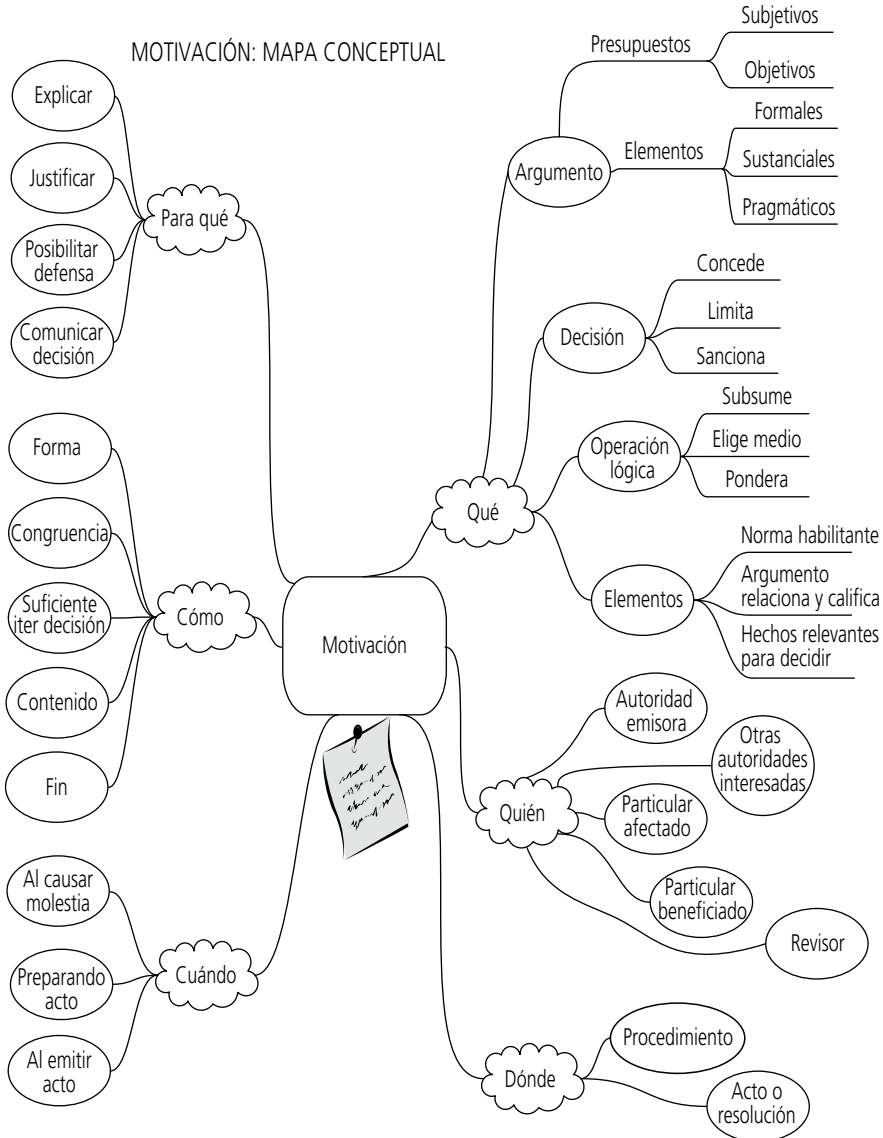 MOTIVACIÓN: MAPA CONCEPTUAL
Explicar
Justificar
Posibilitar
defensa
Comunicar
decisión
Para qué
Argumento
Presupuestos
Subjetivos
Objetivos
Elementos
Formales
Sustanciales
Pragmáticos
Decisión
Concede
Limita
Sanciona
Operación
lógica
Subsume
Elige medio
Pondera
Qué
Elementos
Norma habilitante
Argumento
relaciona y califica
Hechos relevantes
para decidir
Forma
Congruencia
Suficiente
iter decisión
Contenido
Fin
Cómo
Motivación
Quién
Autoridad
emisora
Otras
autoridades
interesadas
Particular
afectado
Particular
beneficiado
Revisor
Al causar
molestia
Preparando
acto
Al emitir
acto
Cuándo
Dónde
Procedimiento
Acto o
resolución